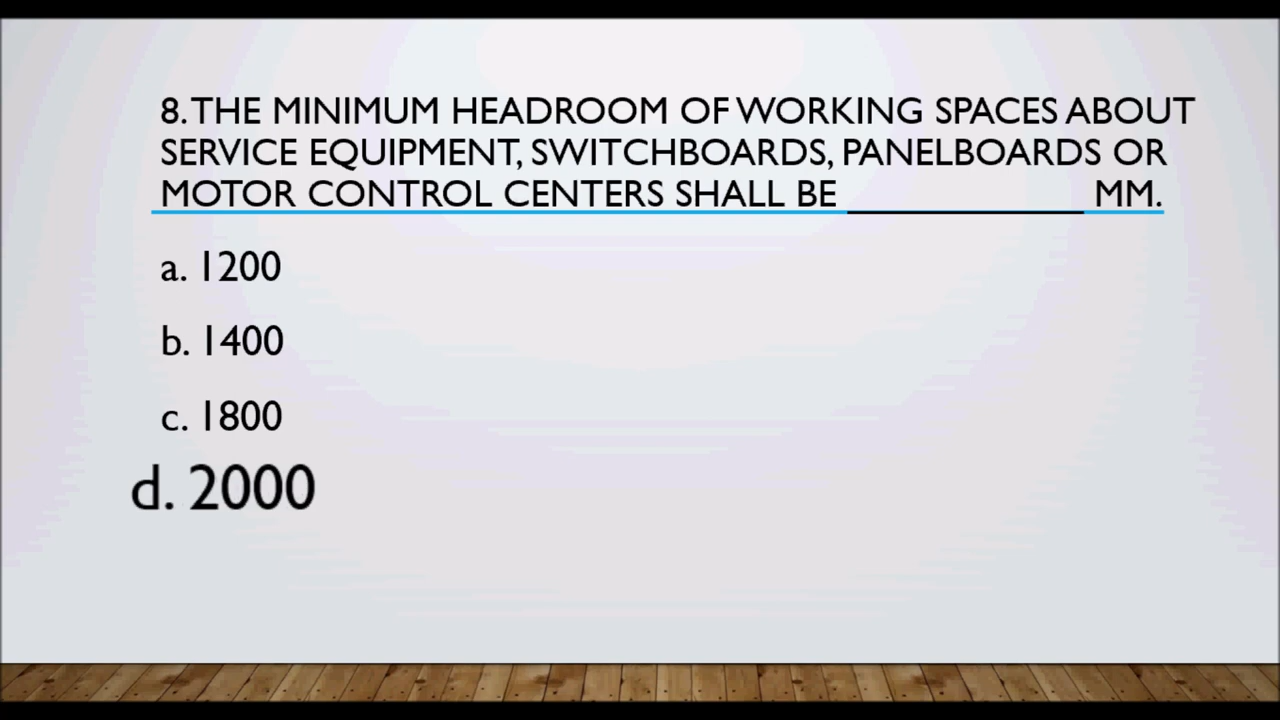 8. THE MINIMUM HEADROOM OF WORKING SPACES ABOUT
SERVICE EQUIPMENT, SWITCHBOARDS, PANELBOARDS OR
MOTOR CONTROL CENTERS SHALL BE ____________ MM.
a. 1200
b. 1400
c. 1800
d. 2000